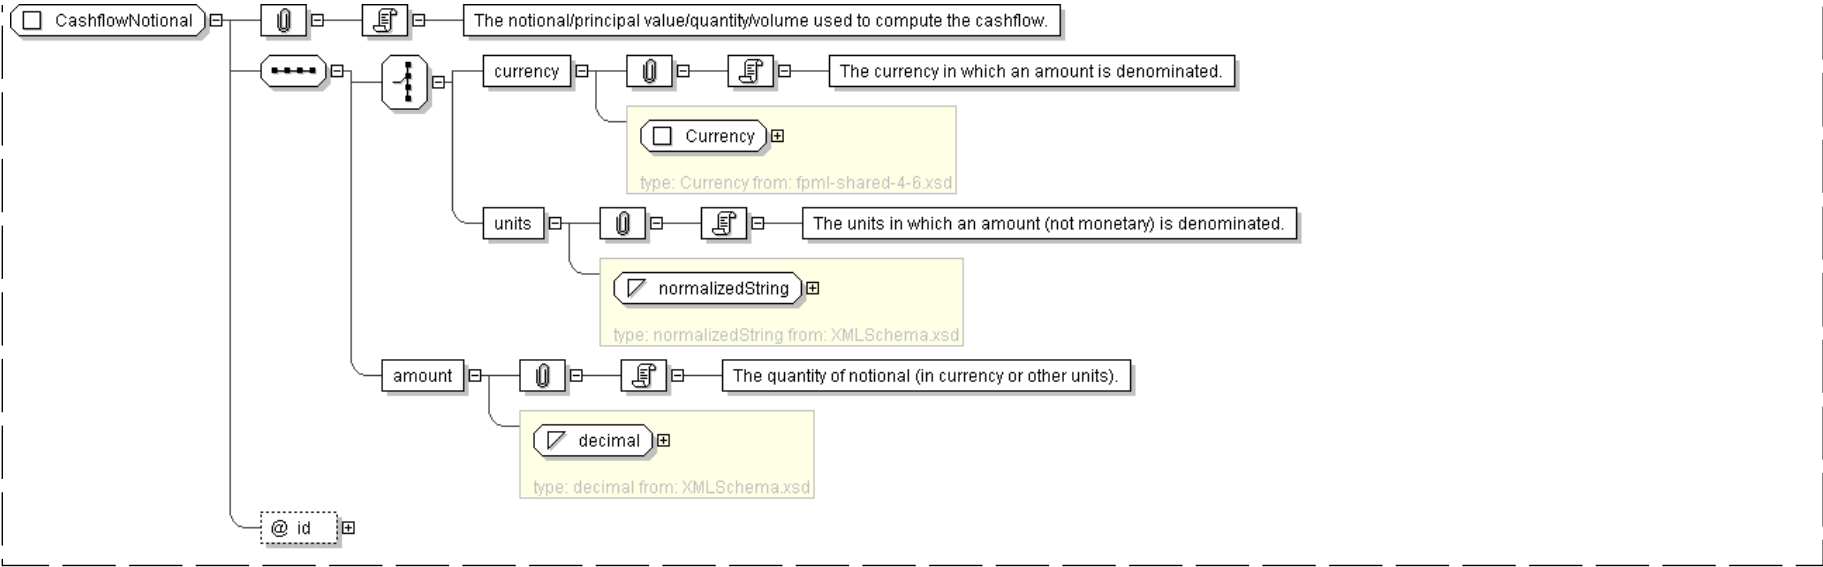 CashflowNotional
The notional/principal value/quantity/volume used to compute the cashflow.
currency
The currency in which an amount is denominated.
Currency
type: Currency from: fpml-shared-4-6.xsd
units
The units in which an amount (not monetary) is denominated.
normalizedString
type: normalizedString from: XMLSchema.xsd
amount
The quantity of notional (in currency or other units).
decimal
type: decimal from: XMLSchema.xsd
@ id